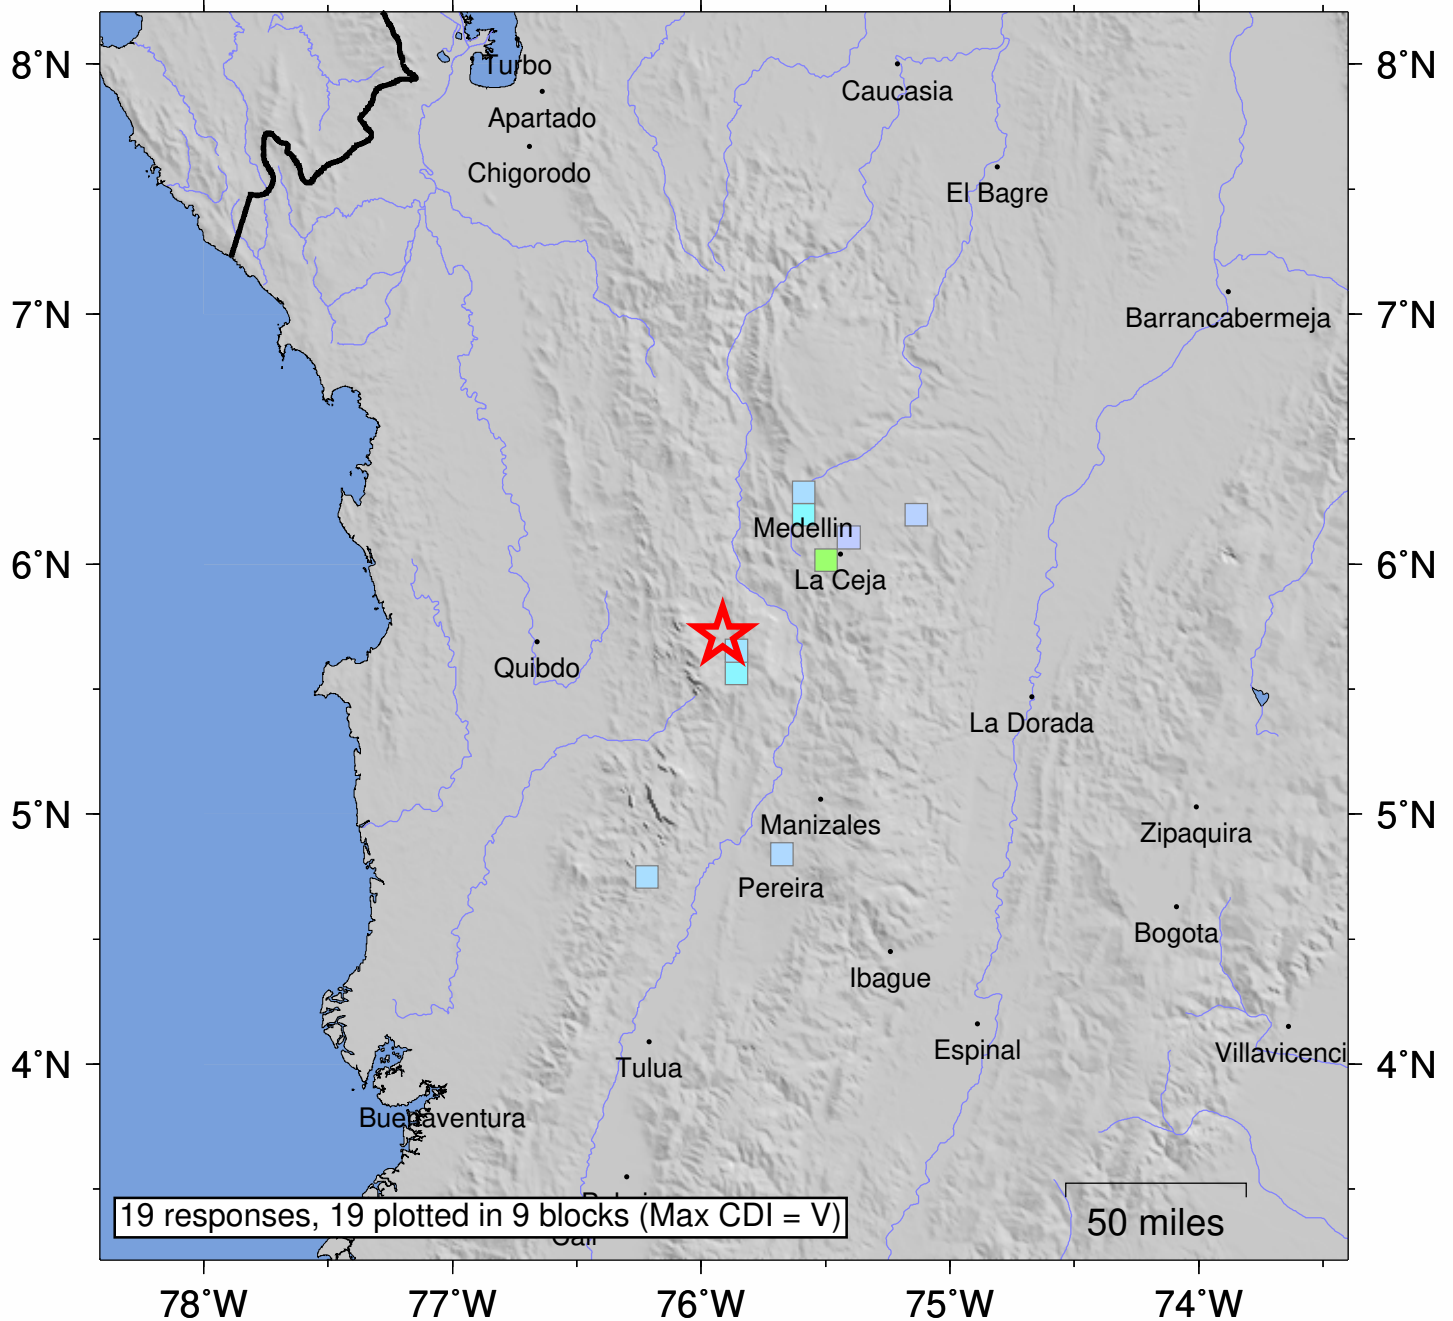 8°N
8°N
Turbo
Caucasia
Apartado
Chigorodo
El Bagre
7°N
7°N
Barrancabermeja
Medellin
6°N
6°N
La Ceja
Quibdo
La Dorada
5°N
5°N
Manizales
Zipaquira
Pereira
Bogota
Ibague
Espinal
Villavicenci
4°N
4°N
Tulua
Buenaventura
19 responses, 19 plotted in 9 blocks (Max CDI = V)
50 miles
78°W
77°W
76°W
75°W
74°W